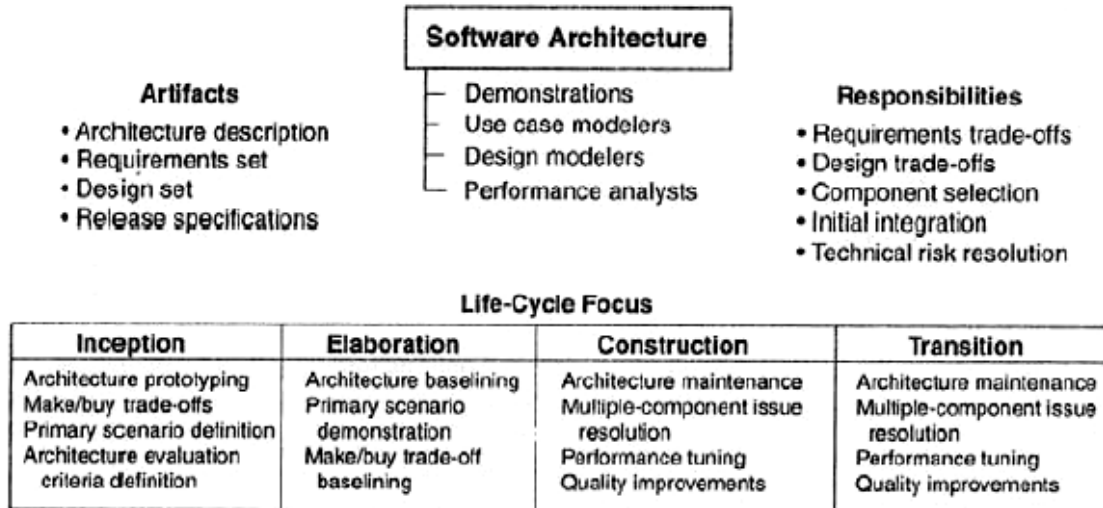 Software Architecture
Demonstrations
Use case modelers
Design modelers
Performance analysts
Artifacts
• Architecture description
• Requirements set
• Design set
• Release specifications
Responsibilities
• Requirements trade-offs
• Design trade-offs
• Component selection
• Initial integration
• Technical risk resolution
Life-Cycle Focus
Inception
Architecture prototyping
Make/buy trade-offs
Primary scenario definition
Architecture evaluation
criteria definition
Elaboration
Architecture baselining
Primary scenario
demonstration
Make/buy trade-off
baselining
Construction
Architecture maintenance
Multiple-component issue
resolution
Performance tuning
Quality improvements
Transition
Architecture maintenance
Multiple-component issue
resolution
Performance tuning
Quality improvements